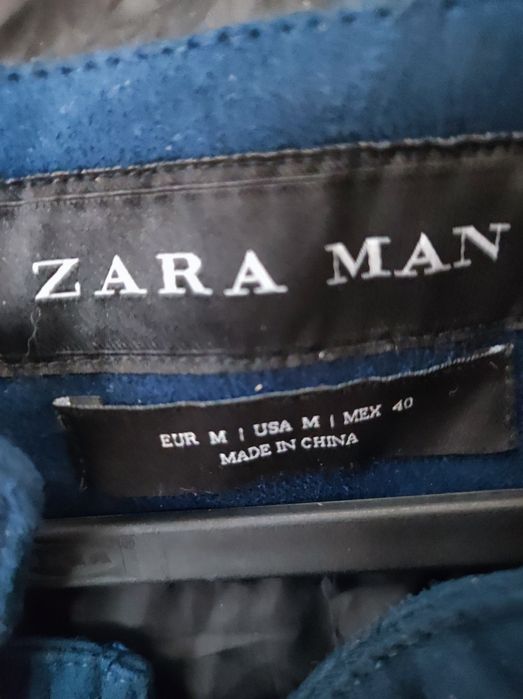 ZARA MAN
EUR M | USA M | MEX 40
MADE IN CHINA